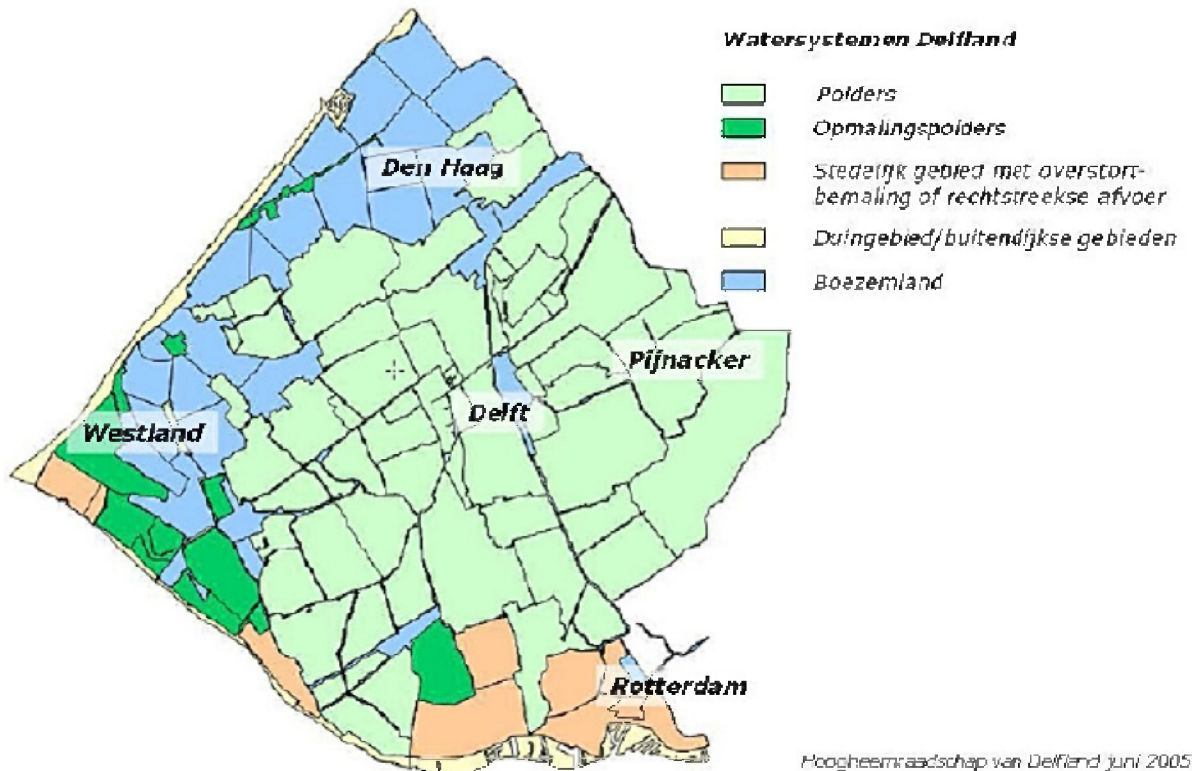 Watersystemen Delfland
Polders
Opmalingspolders
Stedelijk gebied met overstort-
bemaling of rechtstreekse afvoer
Duingebied/buitendijkse gebieden
Boezemland
Den Haag
Pijnacker
Delft
Westland
Rotterdam
Hoogheemraadschap van Delfland juni 2005